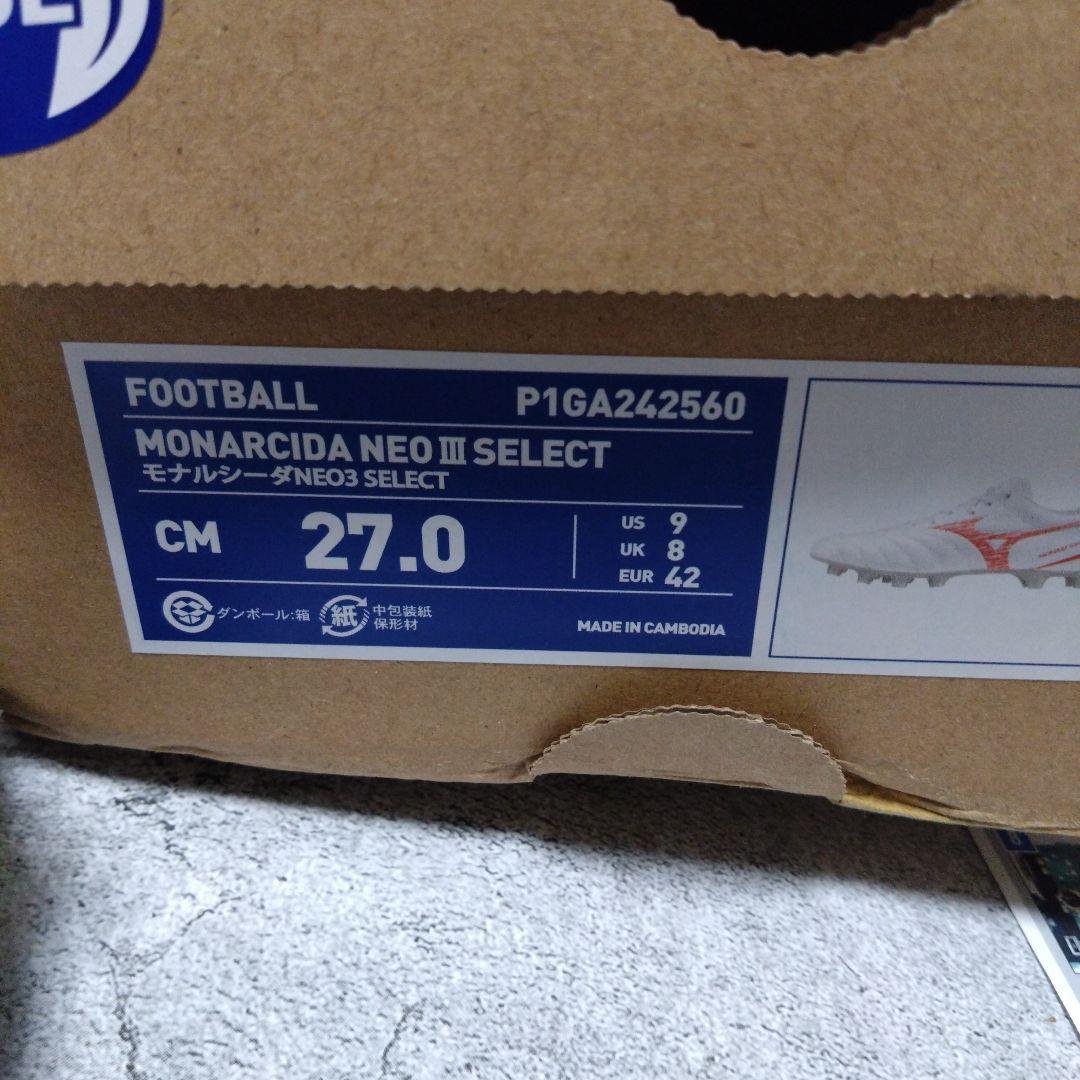 FOOTBALL P1GA242560
MONARCIDA NEO III SELECT
モナルシーダNEO3 SELECT
CM 27.0
US 9
UK 8
EUR 42
ダンボール:箱 紙 中包装紙
保形材
MADE IN CAMBODIA